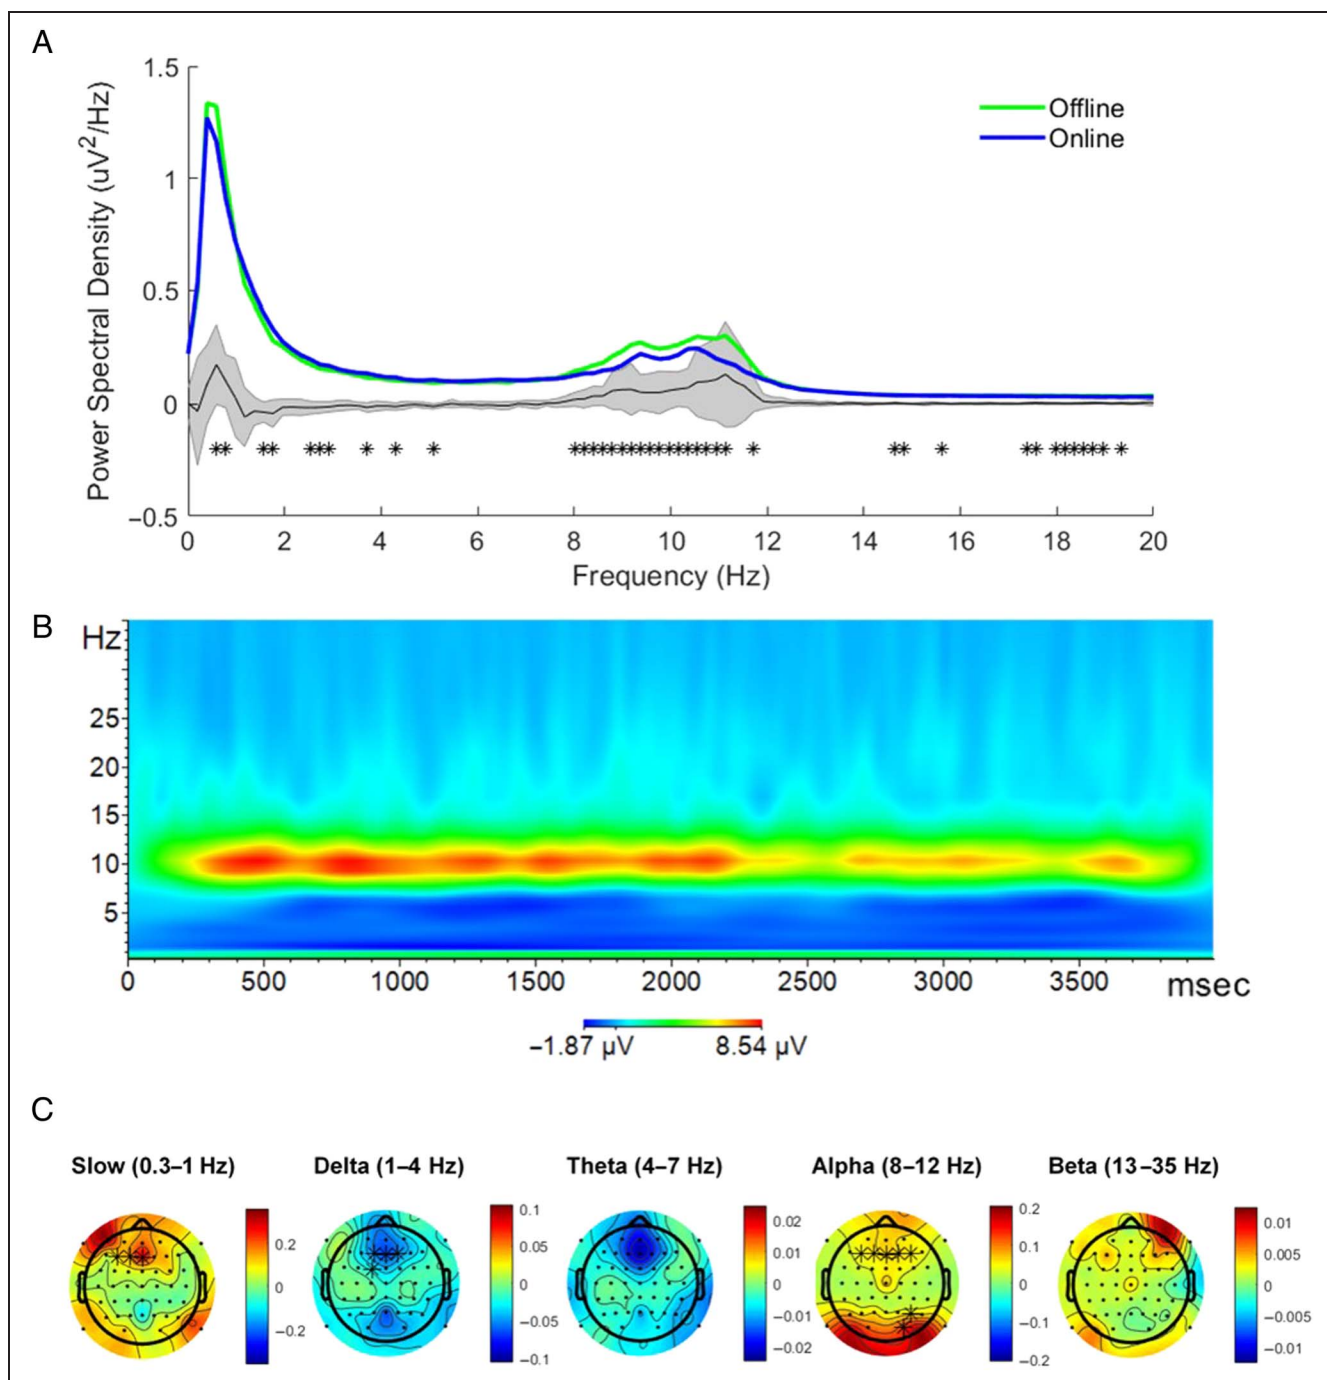 A
Power Spectral Density (uV²/Hz)
1.5
1
0.5
0
−0.5
Offline
Online
0 2 4 6 8 10 12 14 16 18 20
Frequency (Hz)
B
Hz
25
20
15
10
5
0 500 1000 1500 2000 2500 3000 3500 msec
−1.87 µV 8.54 µV
C
Slow (0.3–1 Hz) Delta (1–4 Hz) Theta (4–7 Hz) Alpha (8–12 Hz) Beta (13–35 Hz)
0.2
0
−0.2
0.1
0.05
0
−0.05
−0.1
0.02
0.01
0
−0.01
−0.02
0.2
0.1
0
−0.1
−0.2
0.01
0.005
0
−0.005
−0.01